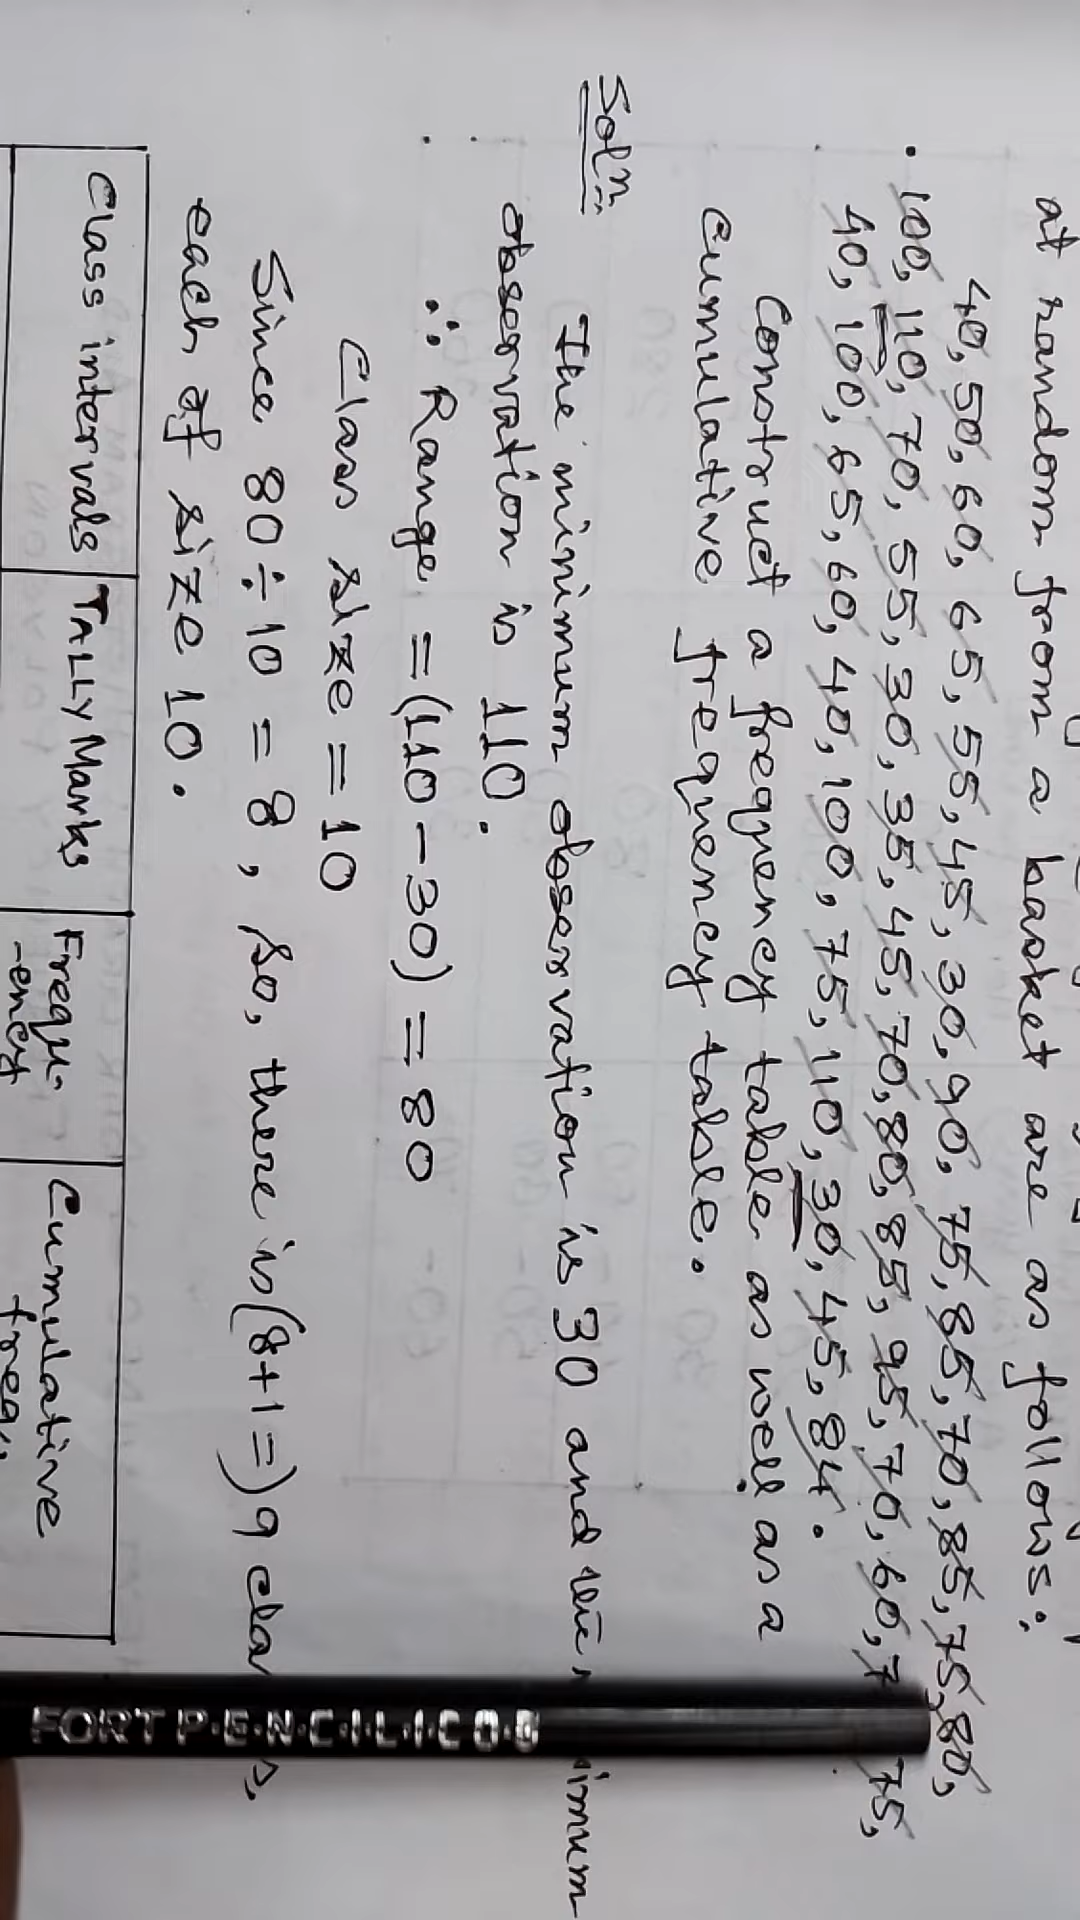 at random from a basket are as follows:
40, 50, 60, 65, 55, 45, 30, 90, 75, 85, 70, 85, 75, 80,
100, 110, 70, 55, 30, 35, 45, 70, 80, 85, 95, 70, 60, 7 75,
40, 100, 65, 60, 40, 100, 75, 110, 30, 45, 84.
Construct a frequency table as well as a
cumulative frequency table.
Solⁿ
The minimum observation is 30 and imum
observation is 110.
∴ Range = (110 - 30) = 80
Class size = 10
Since 80 ÷ 10 = 8, so, there is (8+1=) 9 cla s.
each of size 10.
Class intervals TALLY Marks Frequ- Cumulative
-ency frequ.
FORT P.E.N.C.I.L.I.C 0.8